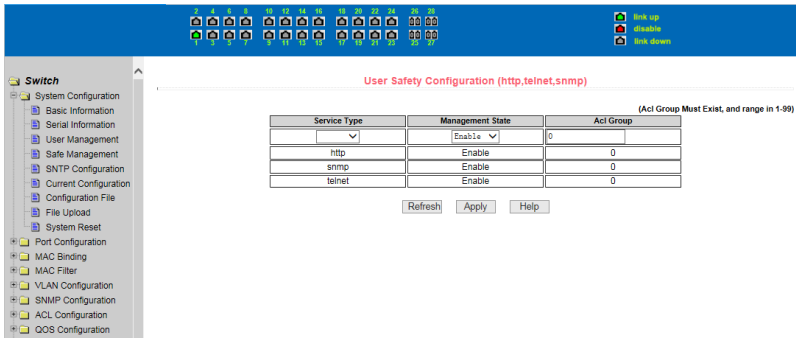 2 4 6 8 10 12 14 16 18 20 22 24 26 28
1 3 5 7 9 11 13 15 17 19 21 23 25 27
link up
disable
link down
Switch
System Configuration
Basic Information
Serial Information
User Management
Safe Management
SNTP Configuration
Current Configuration
Configuration File
File Upload
System Reset
Port Configuration
MAC Binding
MAC Filter
VLAN Configuration
SNMP Configuration
ACL Configuration
QOS Configuration
User Safety Configuration (http,telnet,snmp)
(Acl Group Must Exist, and range in 1-99)
Service Type Management State Acl Group
Enable 0
http Enable 0
snmp Enable 0
telnet Enable 0
Refresh Apply Help